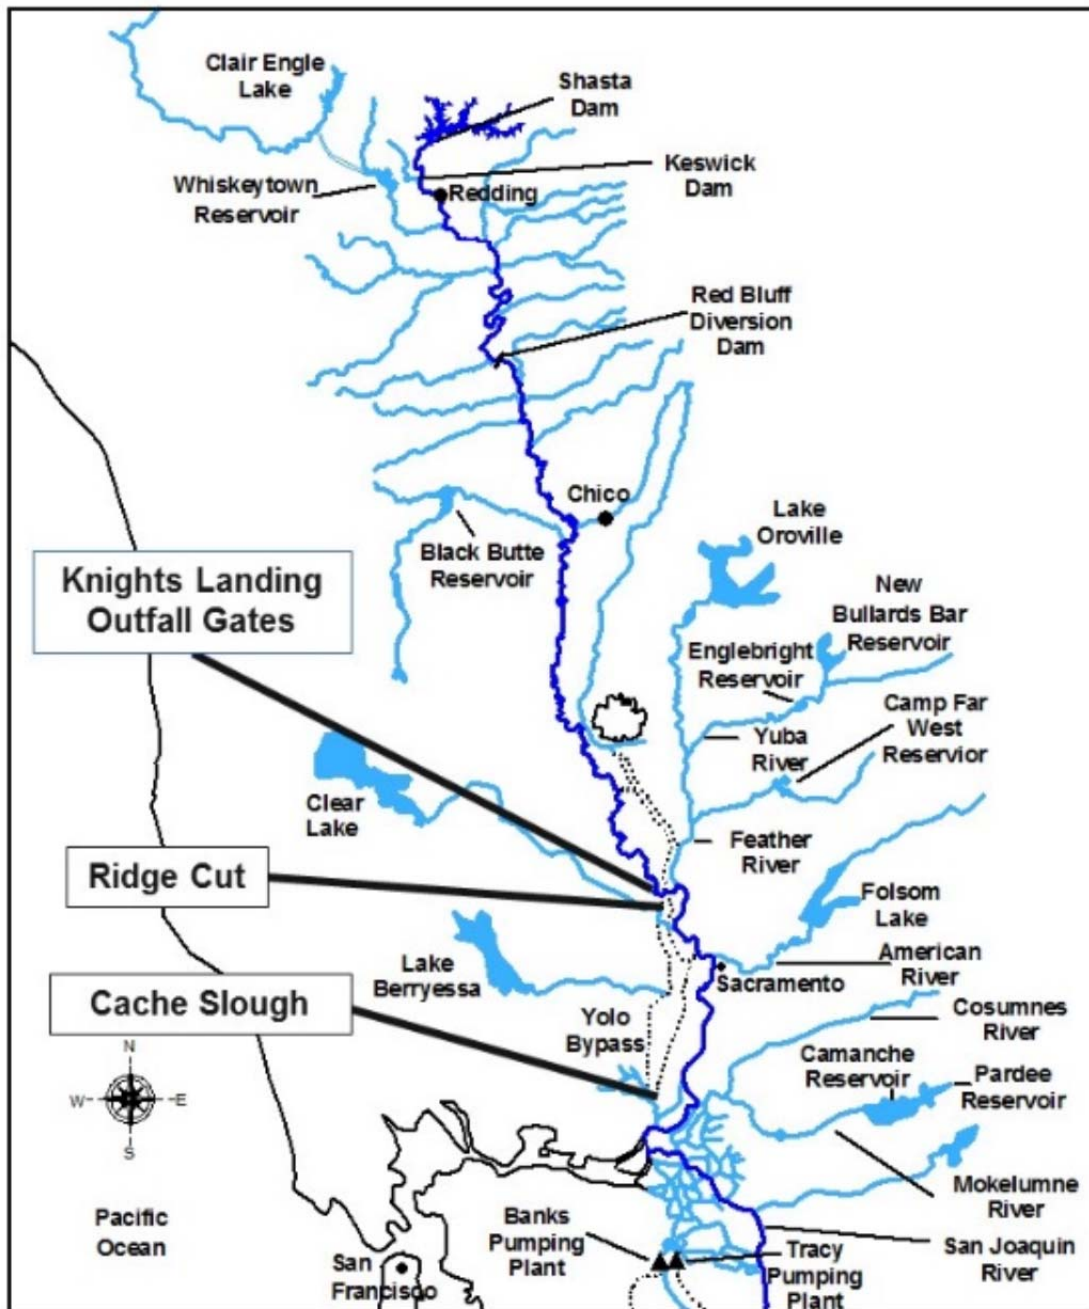 Clair Engle
Lake
Shasta
Dam
Keswick
Dam
Whiskeytown
Reservoir
Redding
Red Bluff
Diversion
Dam
Chico
Lake
Oroville
Black Butte
Reservoir
New
Bullards Bar
Reservoir
Knights Landing
Outfall Gates
Englebright
Reservoir
Camp Far
West
Reservior
Yuba
River
Clear
Lake
Feather
River
Ridge Cut
Folsom
Lake
American
River
Lake
Berryessa
Sacramento
Cache Slough
Yolo
Bypass
Cosumnes
River
Camanche
Reservoir
Pardee
Reservoir
N
W
E
S
Mokelumne
River
Pacific
Ocean
Banks
Pumping
Plant
Tracy
Pumping
Plant
San Joaquin
River
San
Francisco